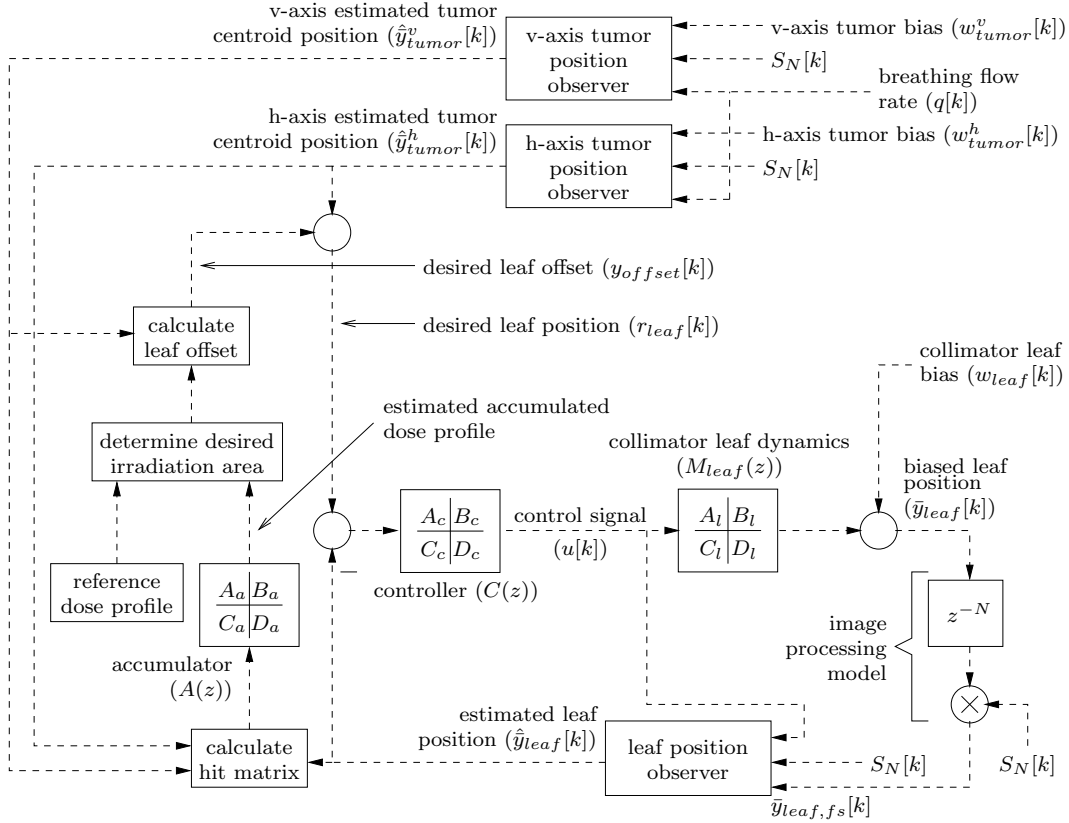 v-axis estimated tumor
centroid position ($\hat{\bar{y}}^{v}_{tumor}[k]$)
v-axis tumor
position
observer
v-axis tumor bias ($w^{v}_{tumor}[k]$)
$S_N[k]$
breathing flow
rate ($q[k]$)
h-axis estimated tumor
centroid position ($\hat{\bar{y}}^{h}_{tumor}[k]$)
h-axis tumor
position
observer
h-axis tumor bias ($w^{h}_{tumor}[k]$)
$S_N[k]$
desired leaf offset ($y_{offset}[k]$)
calculate
leaf offset
desired leaf position ($r_{leaf}[k]$)
collimator leaf
bias ($w_{leaf}[k]$)
estimated accumulated
dose profile
determine desired
irradiation area
collimator leaf dynamics
($M_{leaf}(z)$)
biased leaf
position
($\bar{y}_{leaf}[k]$)
$A_c$ $B_c$
$C_c$ $D_c$
control signal
($u[k]$)
$A_l$ $B_l$
$C_l$ $D_l$
—
controller ($C(z)$)
reference
dose profile
$A_a$ $B_a$
$C_a$ $D_a$
$z^{-N}$
image
processing
model
accumulator
($A(z)$)
×
estimated leaf
position ($\hat{\bar{y}}_{leaf}[k]$)
calculate
hit matrix
leaf position
observer
$S_N[k]$
$S_N[k]$
$\bar{y}_{leaf,fs}[k]$